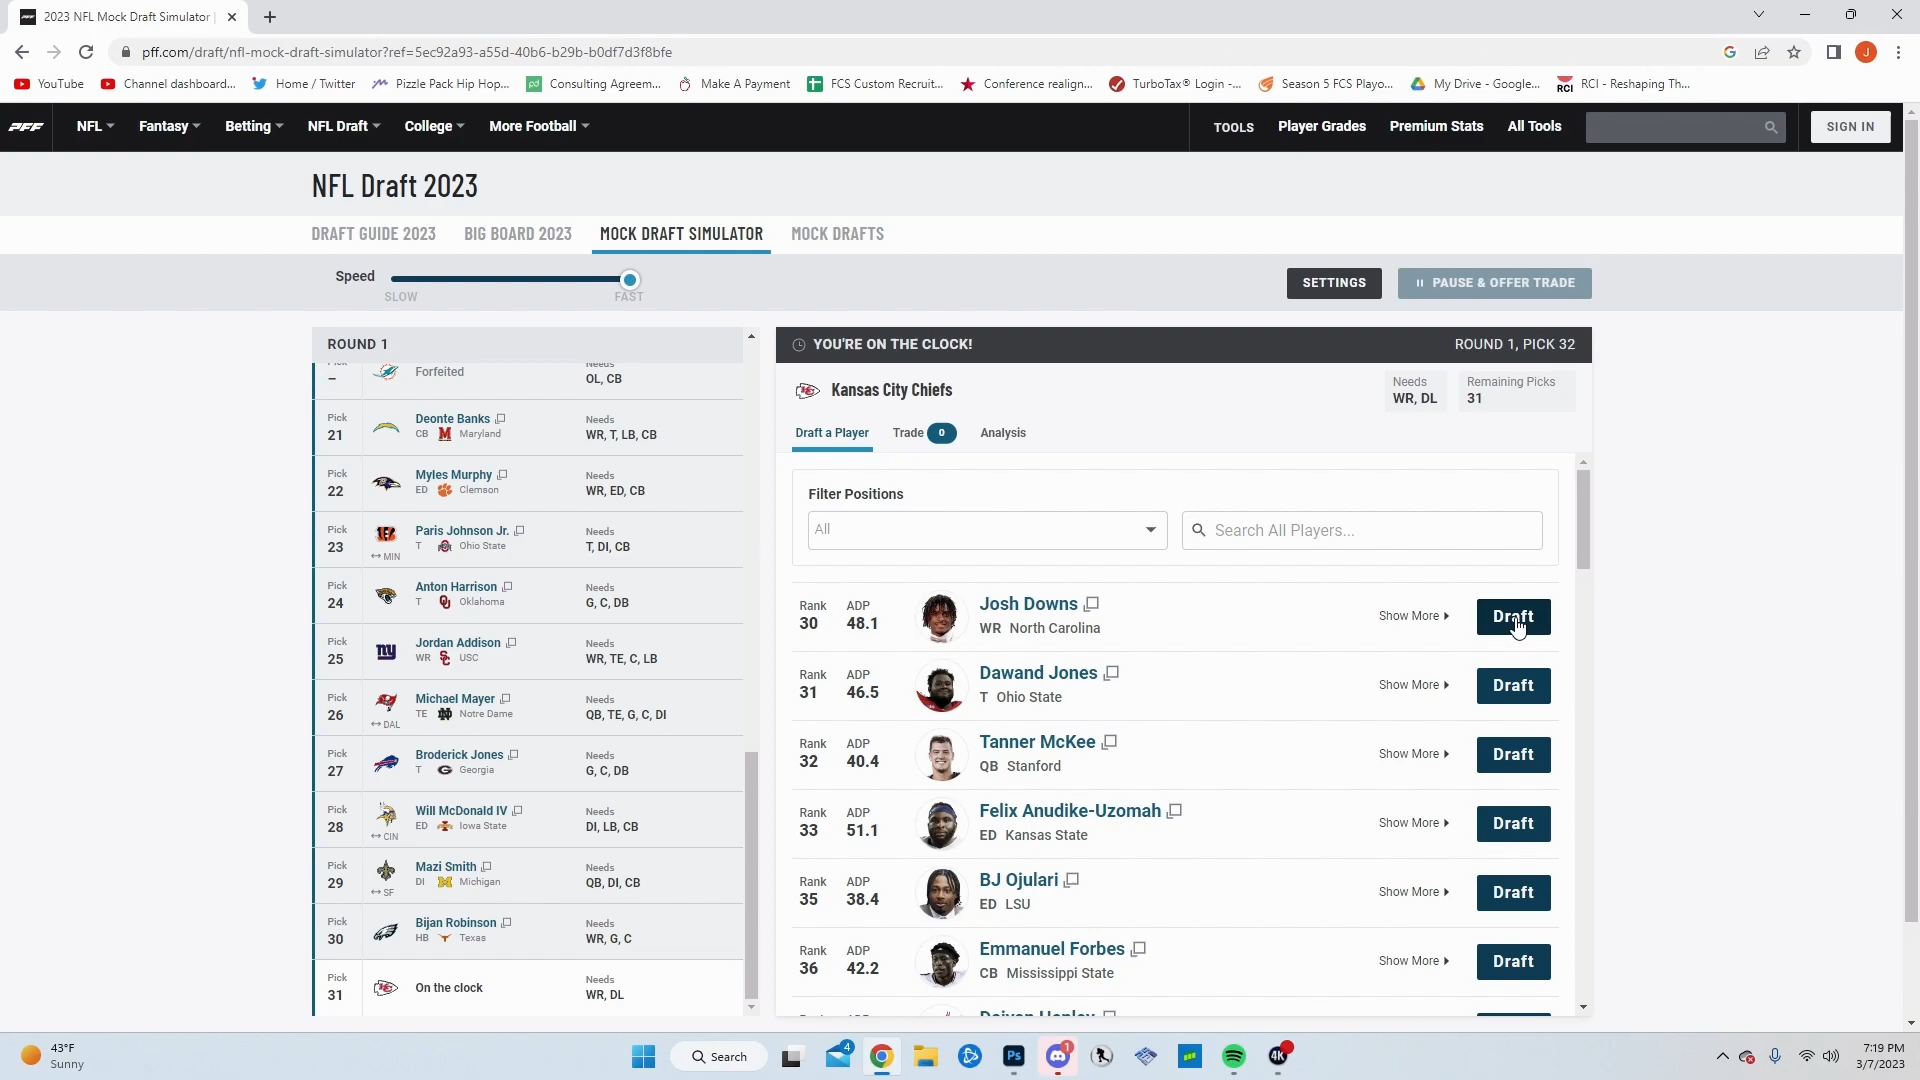 2023 NFL Mock Draft Simulator |
pff.com/draft/nfl-mock-draft-simulator?ref=5ec92a93-a55d-40b6-b29b-b0df7d3f8bfe
J
YouTube
Channel dashboard...
Home / Twitter
Pizzle Pack Hip Hop...
Consulting Agreem...
Make A Payment
FCS Custom Recruit...
Conference realign...
TurboTax® Login -...
Season 5 FCS Playo...
My Drive - Google...
RCI - Reshaping Th...
PFF
NFL
Fantasy
Betting
NFL Draft
College
More Football
TOOLS
Player Grades
Premium Stats
All Tools
SIGN IN
NFL Draft 2023
DRAFT GUIDE 2023
BIG BOARD 2023
MOCK DRAFT SIMULATOR
MOCK DRAFTS
Speed
SLOW
FAST
SETTINGS
PAUSE & OFFER TRADE
ROUND 1
Pick
–
Forfeited
Needs
OL, CB
Pick
21
Deonte Banks
CB Maryland
Needs
WR, T, LB, CB
Pick
22
Myles Murphy
ED Clemson
Needs
WR, ED, CB
Pick
23
↔ MIN
Paris Johnson Jr.
T Ohio State
Needs
T, DI, CB
Pick
24
Anton Harrison
T Oklahoma
Needs
G, C, DB
Pick
25
Jordan Addison
WR USC
Needs
WR, TE, C, LB
Pick
26
↔ DAL
Michael Mayer
TE Notre Dame
Needs
QB, TE, G, C, DI
Pick
27
Broderick Jones
T Georgia
Needs
G, C, DB
Pick
28
↔ CIN
Will McDonald IV
ED Iowa State
Needs
DI, LB, CB
Pick
29
↔ SF
Mazi Smith
DI Michigan
Needs
QB, DI, CB
Pick
30
Bijan Robinson
HB Texas
Needs
WR, G, C
Pick
31
On the clock
Needs
WR, DL
YOU'RE ON THE CLOCK!
ROUND 1, PICK 32
Kansas City Chiefs
Needs
WR, DL
Remaining Picks
31
Draft a Player
Trade 0
Analysis
Filter Positions
All
Search All Players...
Rank
30
ADP
48.1
Josh Downs
WR North Carolina
Show More
Draft
Rank
31
ADP
46.5
Dawand Jones
T Ohio State
Show More
Draft
Rank
32
ADP
40.4
Tanner McKee
QB Stanford
Show More
Draft
Rank
33
ADP
51.1
Felix Anudike-Uzomah
ED Kansas State
Show More
Draft
Rank
35
ADP
38.4
BJ Ojulari
ED LSU
Show More
Draft
Rank
36
ADP
42.2
Emmanuel Forbes
CB Mississippi State
Show More
Draft
43°F
Sunny
Search
4
Ps
1
4K
7:19 PM
3/7/2023